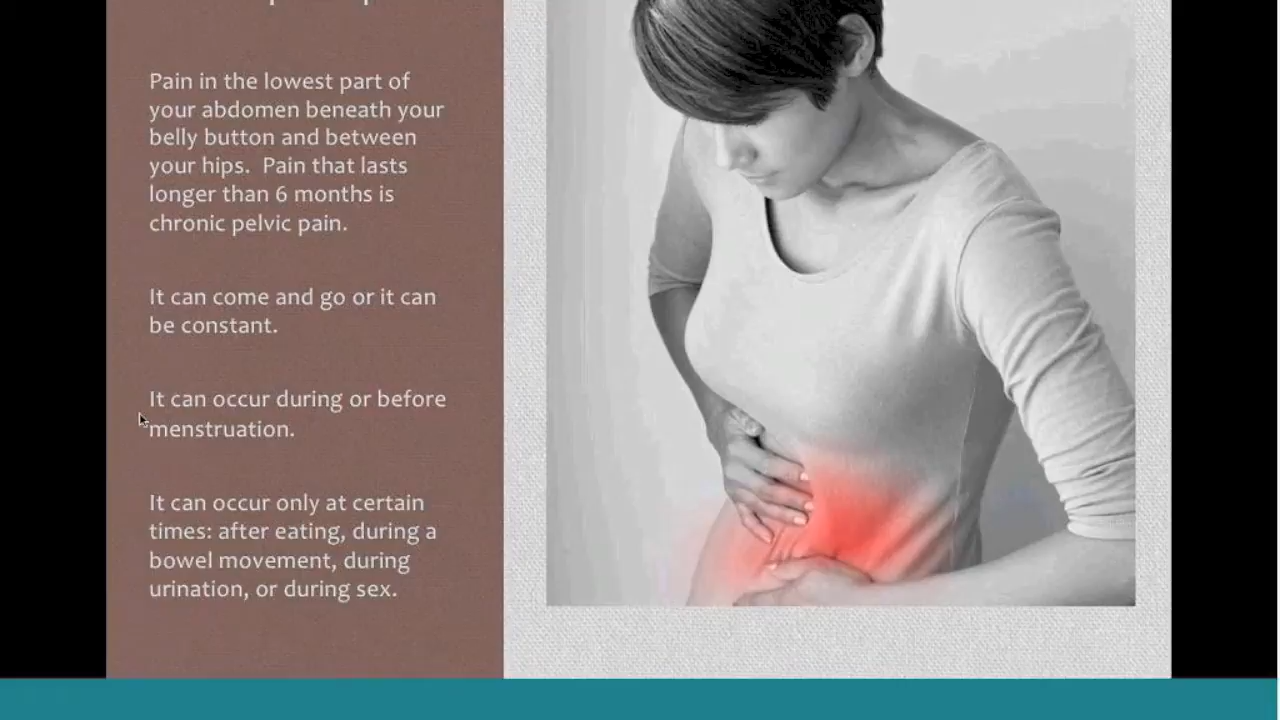 Pain in the lowest part of
your abdomen beneath your
belly button and between
your hips.  Pain that lasts
longer than 6 months is
chronic pelvic pain.
It can come and go or it can
be constant.
It can occur during or before
menstruation.
It can occur only at certain
times: after eating, during a
bowel movement, during
urination, or during sex.